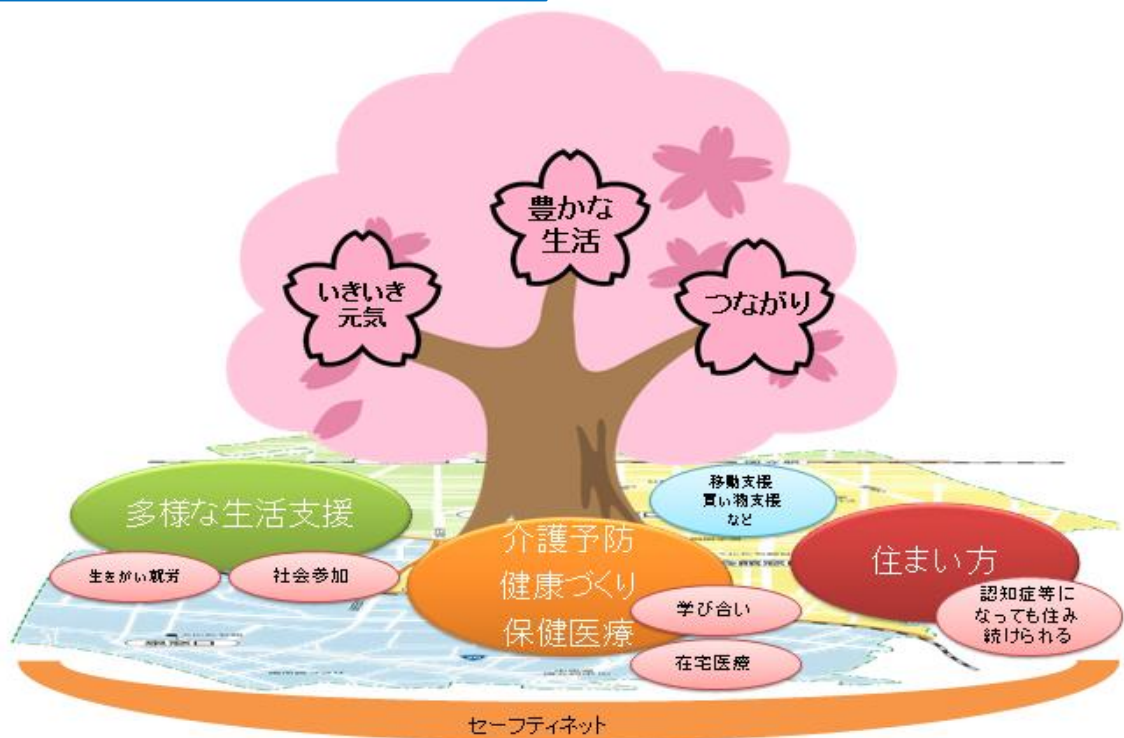 豊かな
生活
いきいき
元気
つながり
多様な生活支援
生きがい就労
社会参加
介護予防
健康づくり
保健医療
学び合い
在宅医療
移動支援
買い物支援
など
住まい方
認知症等に
なっても住み
続けられる
セーフティネット